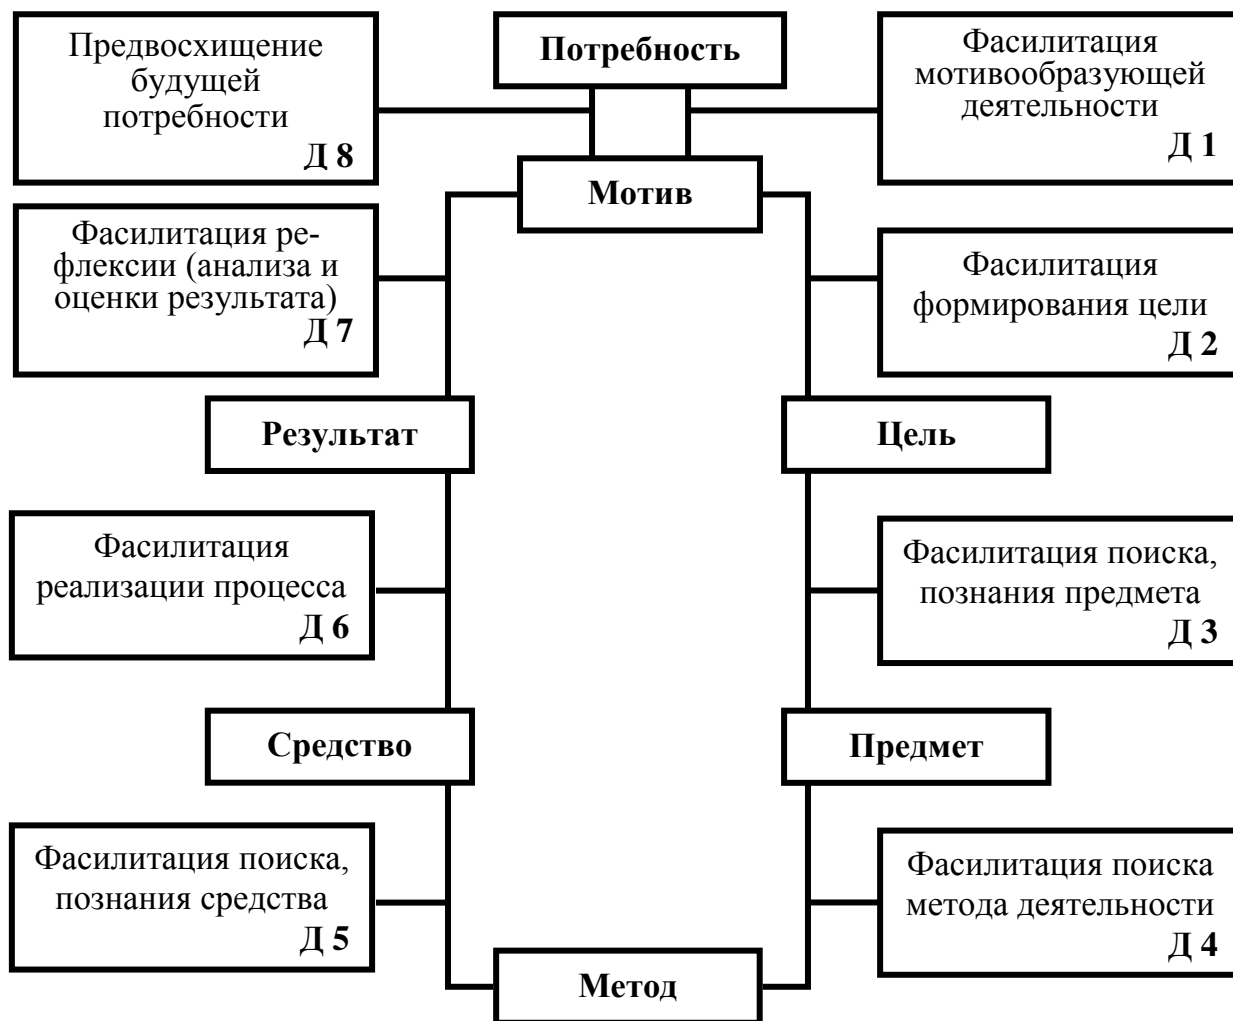 Предвосхищение
будущей
потребности
Д 8
Потребность
Фасилитация
мотивообразующей
деятельности
Д 1
Мотив
Фасилитация ре-
флексии (анализа и
оценки результата)
Д 7
Фасилитация
формирования цели
Д 2
Результат
Цель
Фасилитация
реализации процесса
Д 6
Фасилитация поиска,
познания предмета
Д 3
Средство
Предмет
Фасилитация поиска,
познания средства
Д 5
Фасилитация поиска
метода деятельности
Д 4
Метод